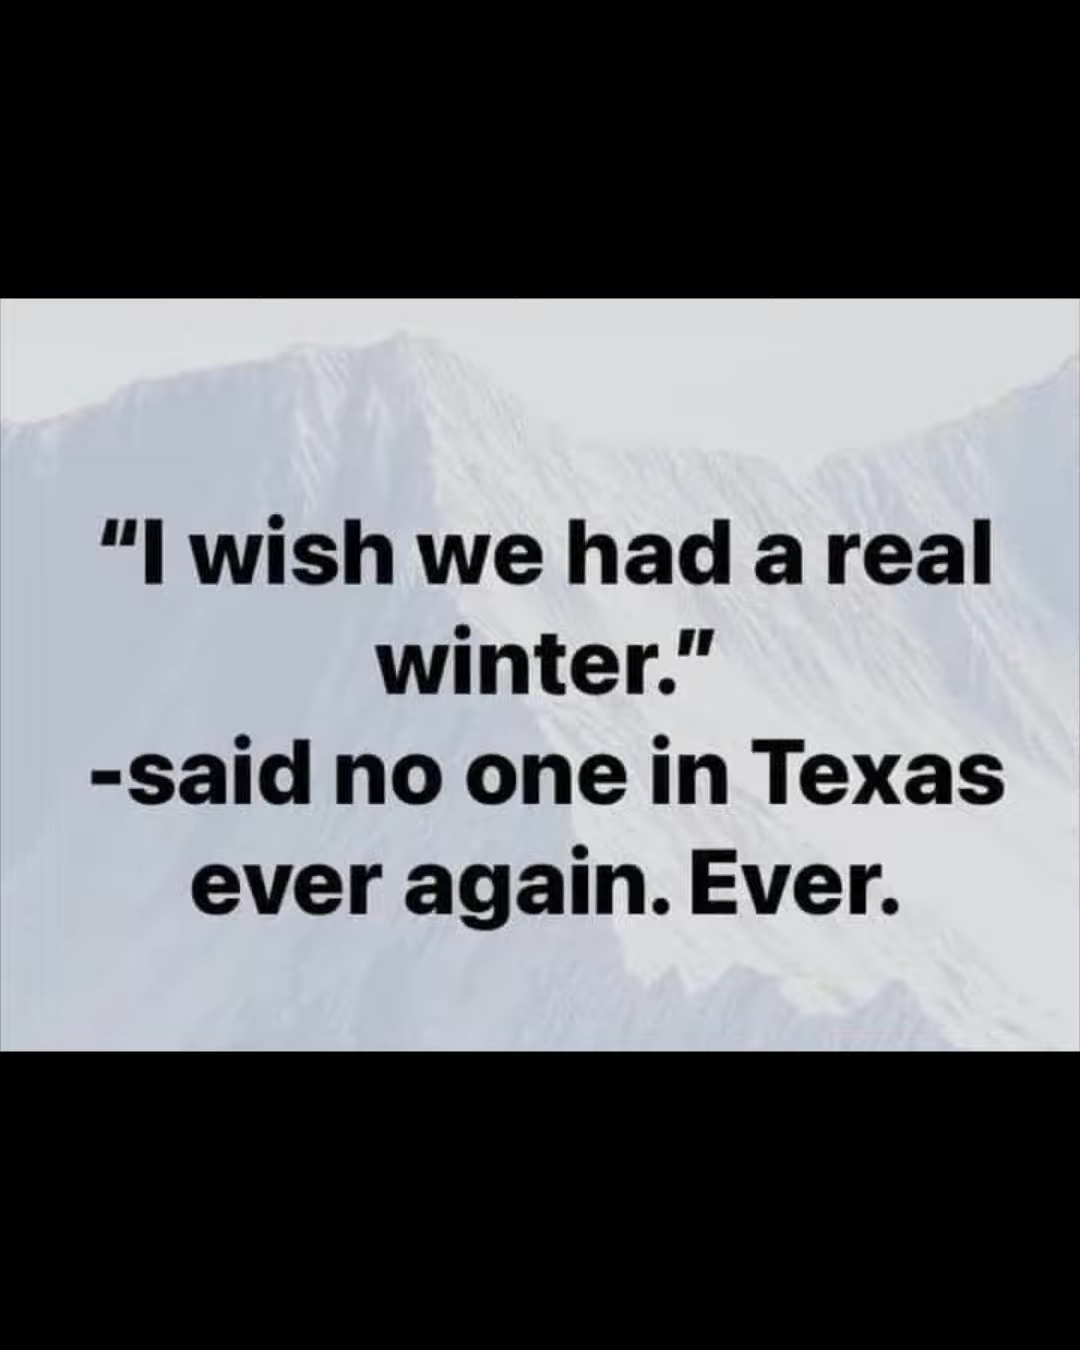 “I wish we had a real
winter.”
-said no one in Texas
ever again. Ever.